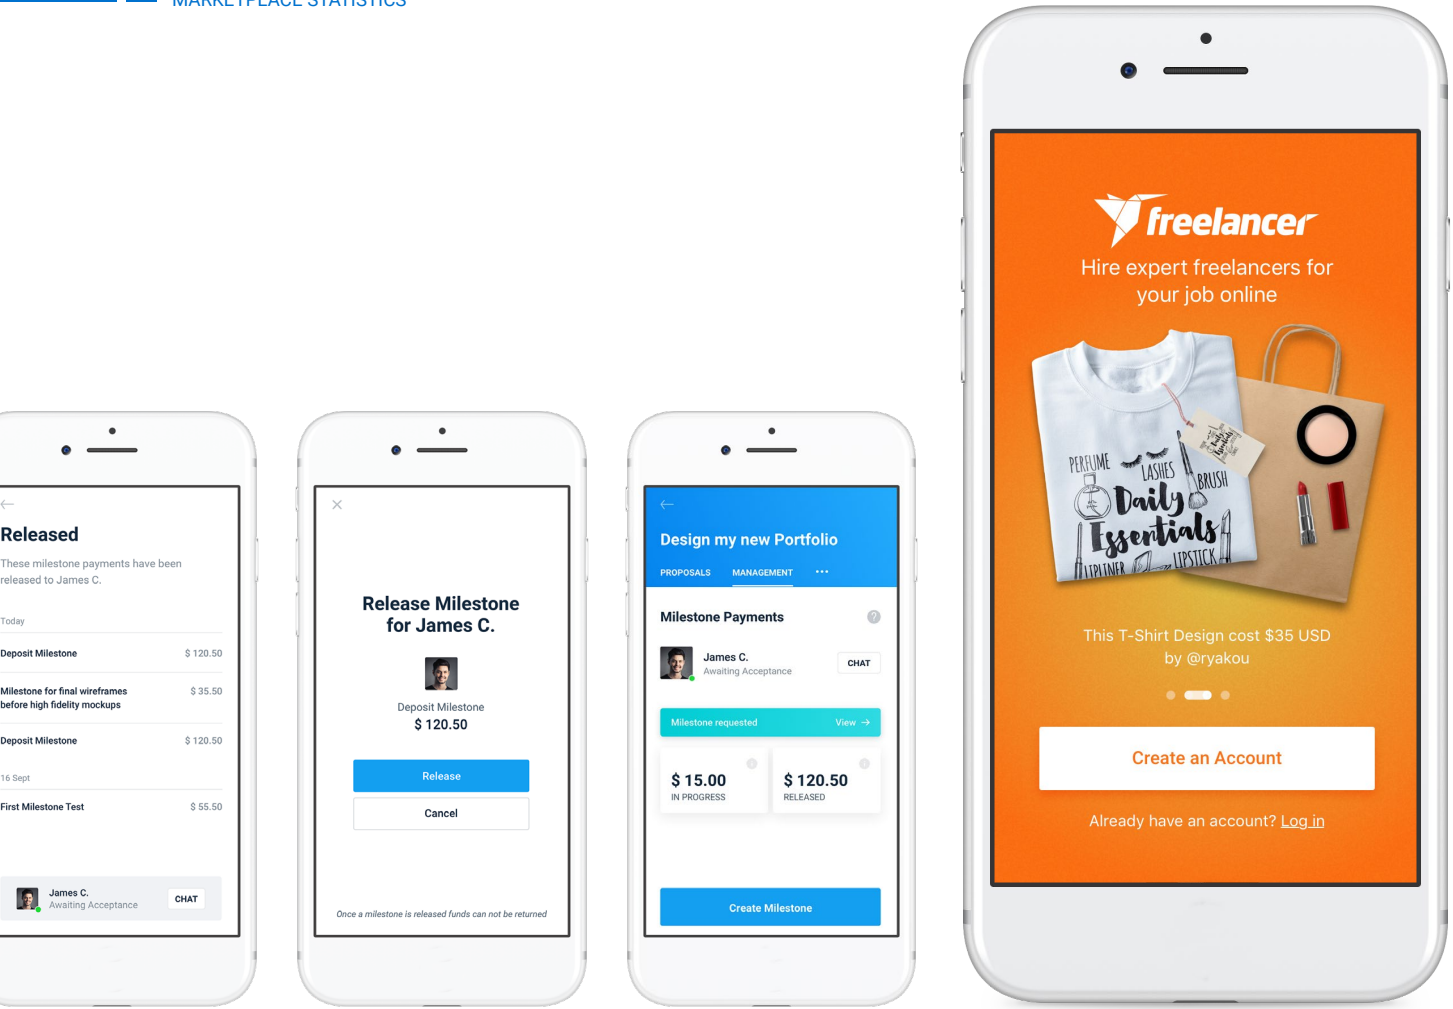 MARKETPLACE STATISTICS
Released
These milestone payments have been
released to James C.
Today
Deposit Milestone $ 120.50
Milestone for final wireframes $ 35.50
before high fidelity mockups
Deposit Milestone $ 120.50
16 Sept
First Milestone Test $ 55.50
James C.
Awaiting Acceptance
CHAT
Release Milestone
for James C.
Deposit Milestone
$ 120.50
Release
Cancel
Once a milestone is released funds can not be returned
Design my new Portfolio
PROPOSALS MANAGEMENT
Milestone Payments ?
James C.
Awaiting Acceptance
CHAT
Milestone requested View →
$ 15.00 $ 120.50
IN PROGRESS RELEASED
Create Milestone
freelancer
Hire expert freelancers for
your job online
PERFUME LASHES BRUSH
Daily
Essentials
LIPLINER LIPSTICK
Daily
Essentials
This T-Shirt Design cost $35 USD
by @ryakou
Create an Account
Already have an account? Log in